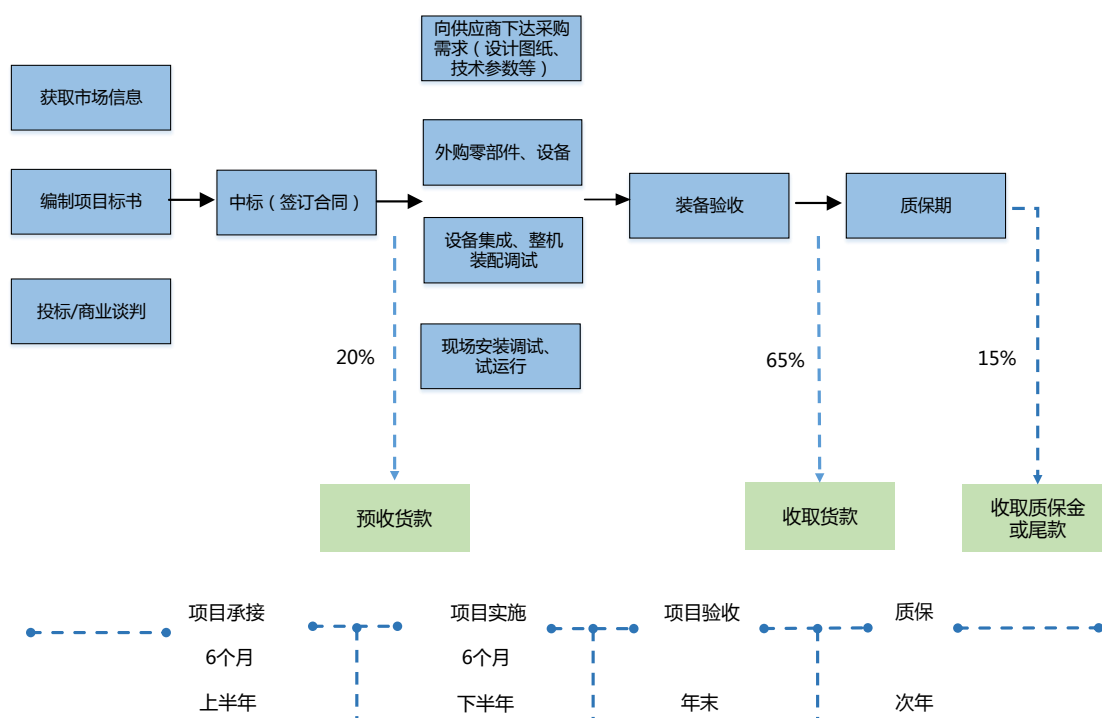 向供应商下达采购
需求（设计图纸、
技术参数等）
获取市场信息
外购零部件、设备
编制项目标书
中标（签订合同）
装备验收
质保期
设备集成、整机
装配调试
投标/商业谈判
现场安装调试、
试运行
20%
65%
15%
预收货款
收取货款
收取质保金
或尾款
项目承接
项目实施
项目验收
质保
6个月
6个月
上半年
下半年
年末
次年